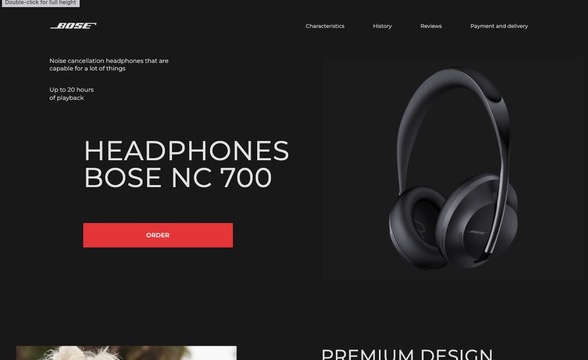 Double-click for full height
BOSE
Characteristics
History
Reviews
Payment and delivery
Noise cancellation headphones that are
capable for a lot of things
Up to 20 hours
of playback
HEADPHONES
BOSE NC 700
ORDER
BOSE
PREMIUM DESIGN